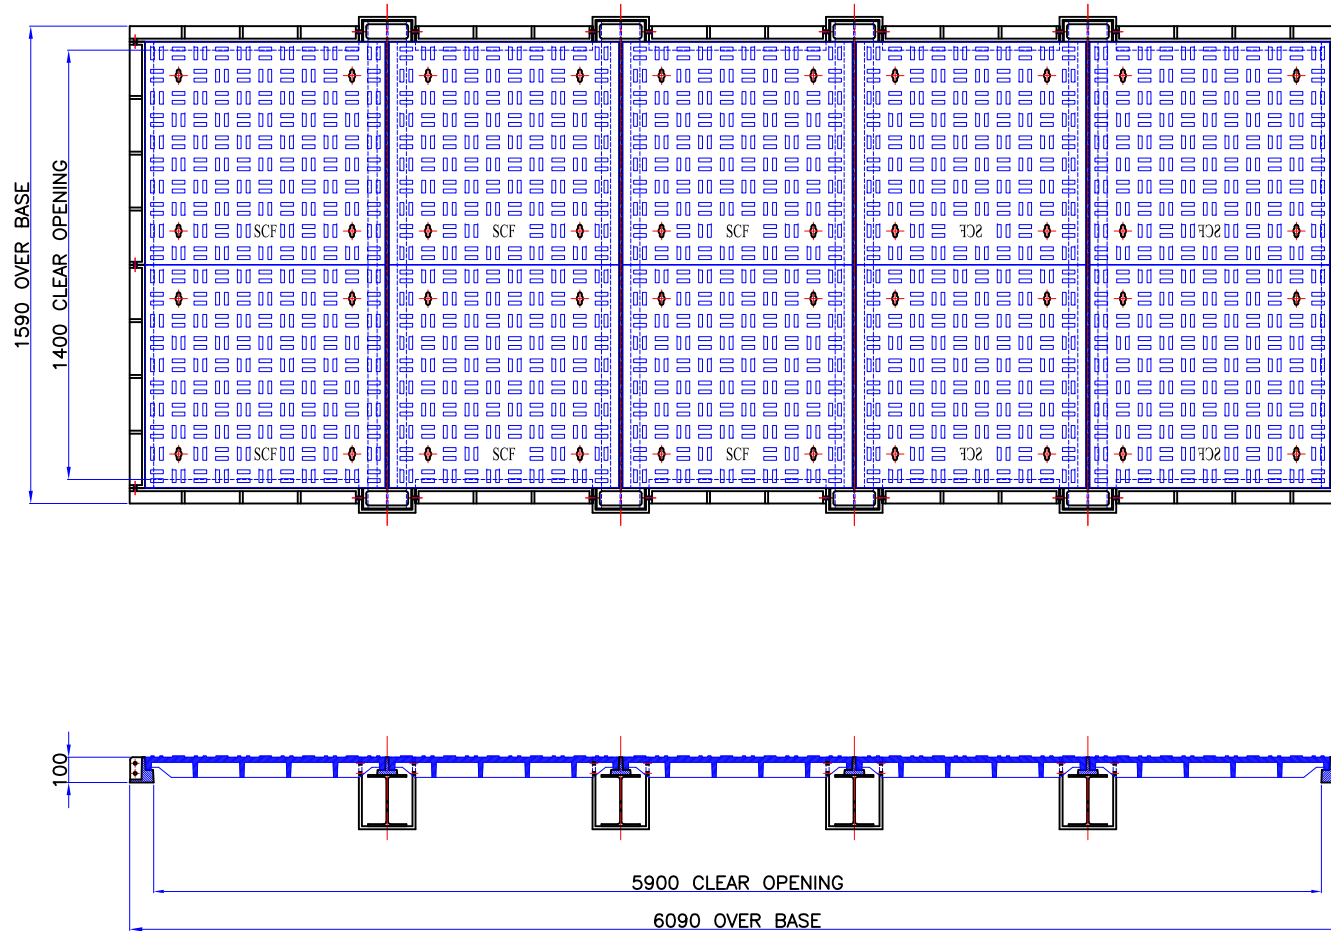 1590 OVER BASE
1400 CLEAR OPENING
SCF SCF SCF SCF SCF
SCF SCF SCF SCF SCF
100
5900 CLEAR OPENING
6090 OVER BASE